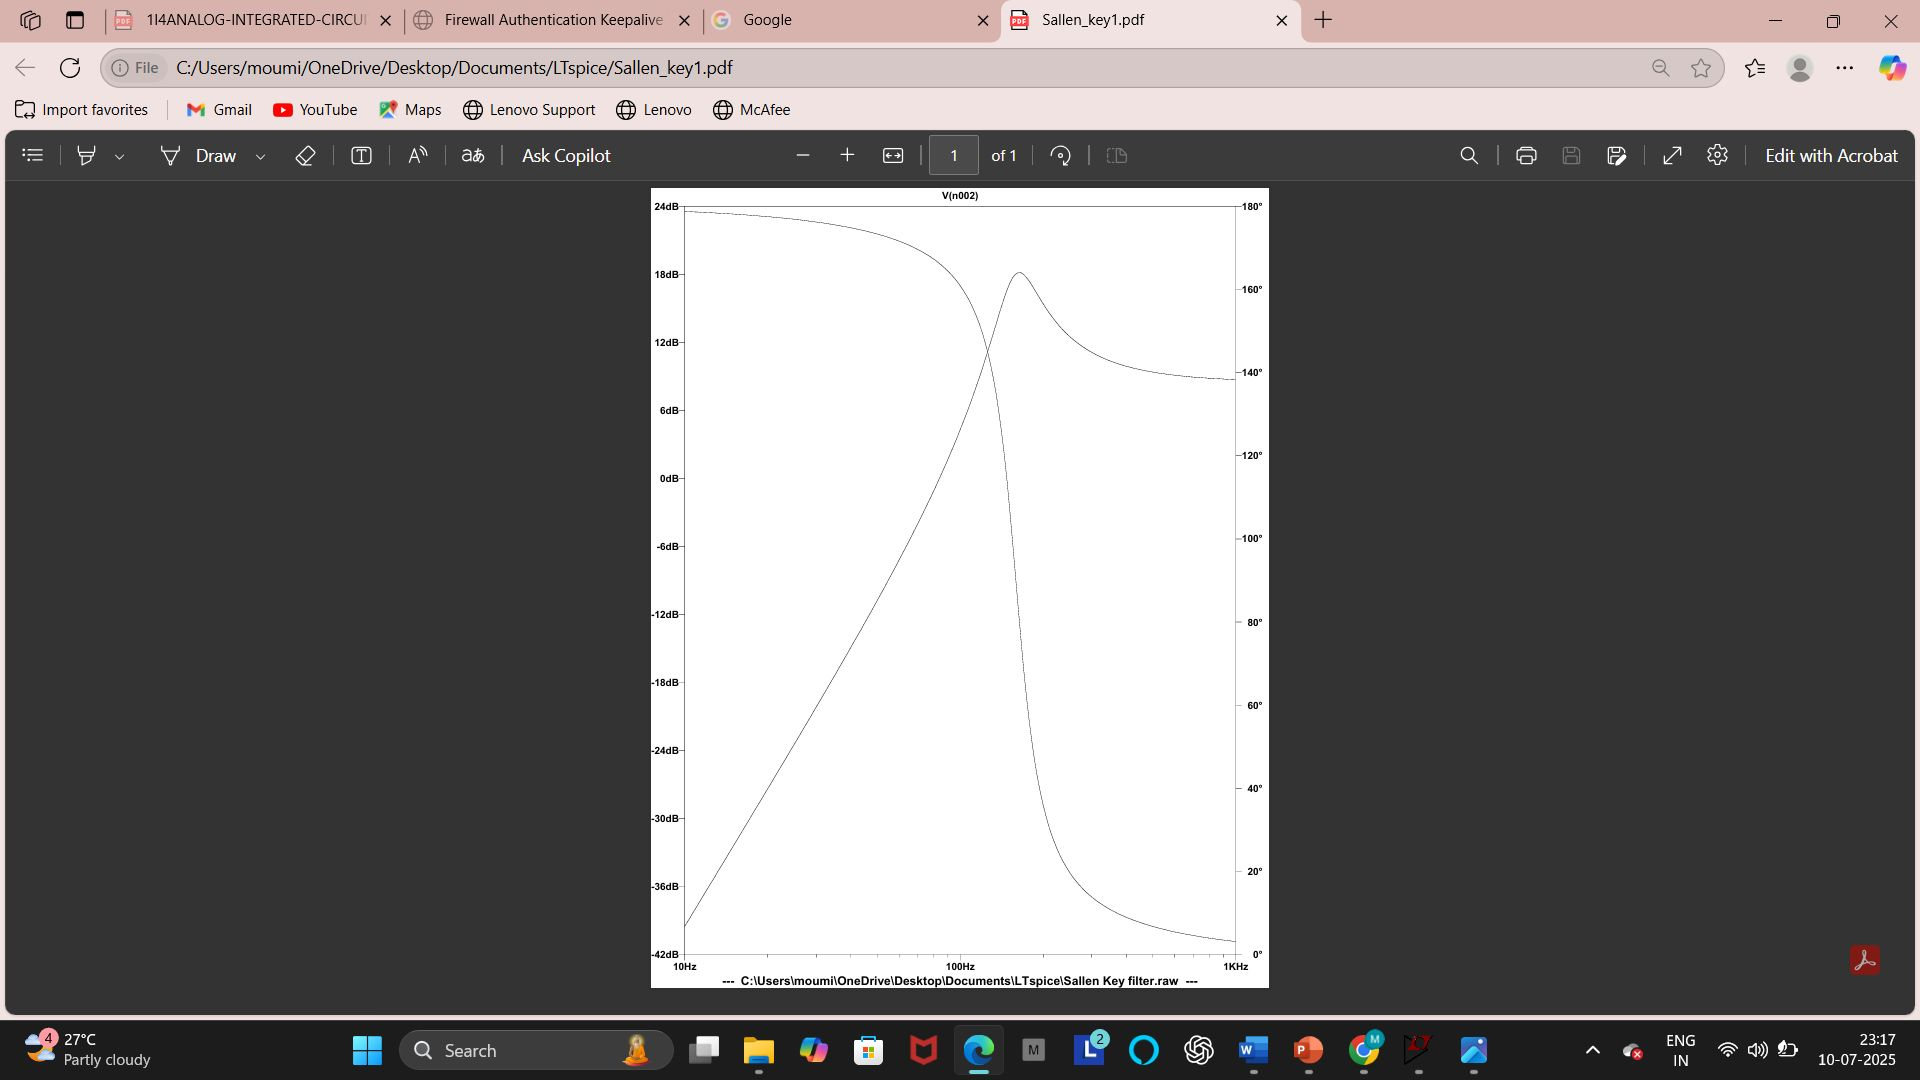 1I4ANALOG-INTEGRATED-CIRCUI
Firewall Authentication Keepalive
Google
Sallen_key1.pdf
File
C:/Users/moumi/OneDrive/Desktop/Documents/LTspice/Sallen_key1.pdf
Import favorites
Gmail
YouTube
Maps
Lenovo Support
Lenovo
McAfee
Draw
aあ
Ask Copilot
1
of 1
Edit with Acrobat
V(n002)
24dB
18dB
12dB
6dB
0dB
-6dB
-12dB
-18dB
-24dB
-30dB
-36dB
-42dB
180°
160°
140°
120°
100°
80°
60°
40°
20°
0°
10Hz
100Hz
1KHz
--- C:\Users\moumi\OneDrive\Desktop\Documents\LTspice\Sallen Key filter.raw ---
4
27°C
Partly cloudy
Search
M
L
2
W
P
M
ENG
IN
23:17
10-07-2025